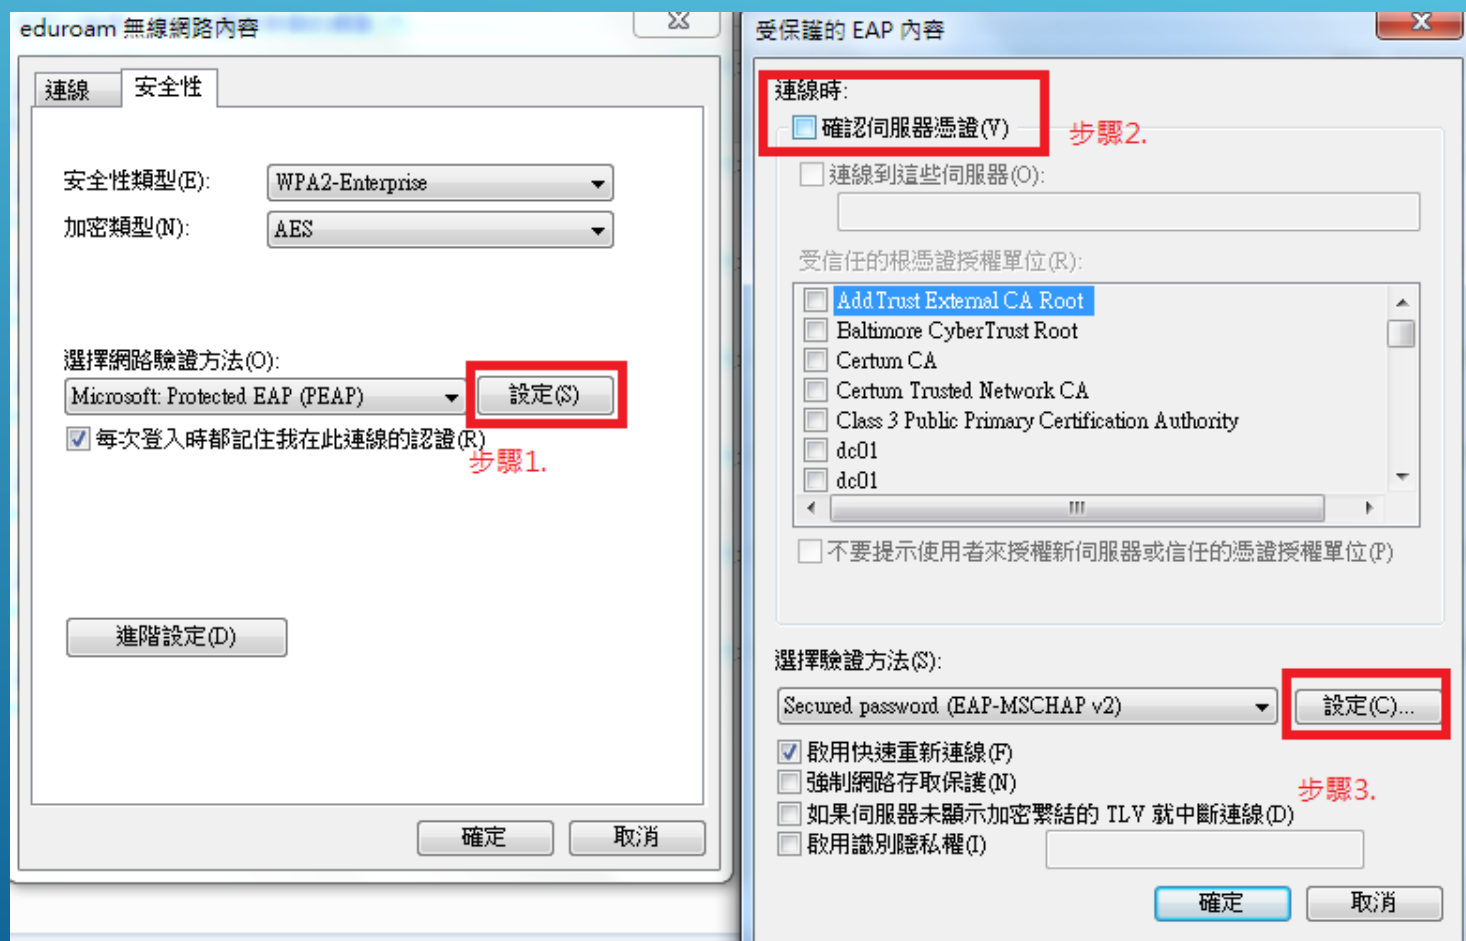 eduroam 無線網路內容
連線 安全性
安全性類型(E): WPA2-Enterprise
加密類型(N): AES
選擇網路驗證方法(O):
Microsoft: Protected EAP (PEAP) 設定(S)
每次登入時都記住我在此連線的認證(R)
步驟1.
進階設定(D)
確定 取消
受保護的 EAP 內容
連線時:
確認伺服器憑證(V) 步驟2.
連線到這些伺服器(O):
受信任的根憑證授權單位(R):
AddTrust External CA Root
Baltimore CyberTrust Root
Certum CA
Certum Trusted Network CA
Class 3 Public Primary Certification Authority
dc01
dc01
不要提示使用者來授權新伺服器或信任的憑證授權單位(P)
選擇驗證方法(S):
Secured password (EAP-MSCHAP v2) 設定(C)...
啟用快速重新連線(F)
強制網路存取保護(N)
步驟3.
如果伺服器未顯示加密繫結的 TLV 就中斷連線(D)
啟用識別隱私權(I)
確定 取消